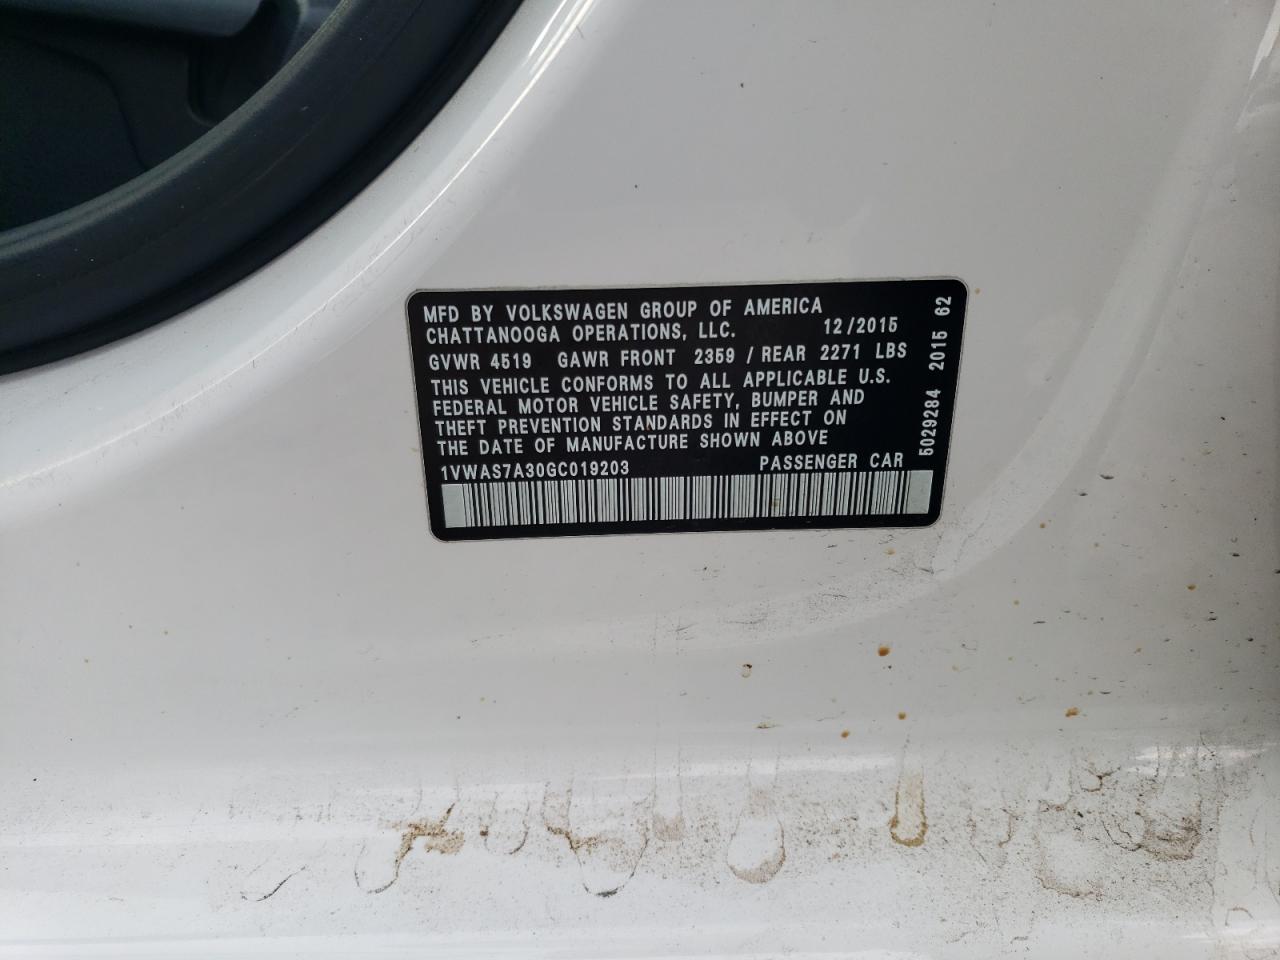 MFD BY VOLKSWAGEN GROUP OF AMERICA
CHATTANOOGA OPERATIONS, LLC. 12/2015
GVWR 4519 GAWR FRONT 2359 / REAR 2271 LBS
THIS VEHICLE CONFORMS TO ALL APPLICABLE U.S.
FEDERAL MOTOR VEHICLE SAFETY, BUMPER AND
THEFT PREVENTION STANDARDS IN EFFECT ON
THE DATE OF MANUFACTURE SHOWN ABOVE
1VWAS7A30GC019203 PASSENGER CAR
5029284 2015 62